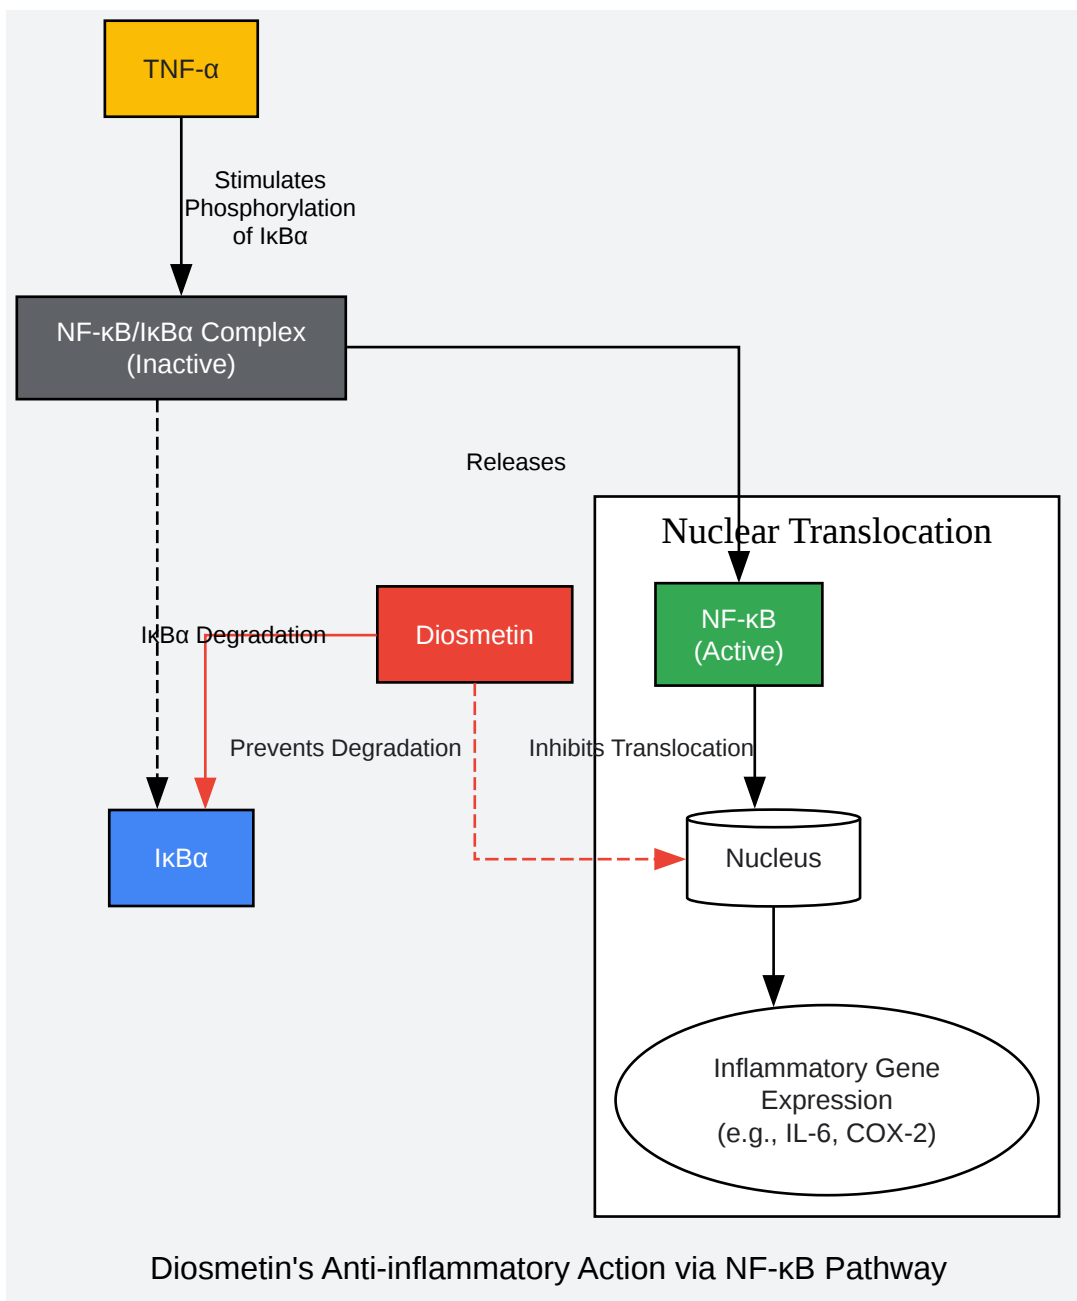 TNF-α
Stimulates
Phosphorylation
of IκBα
NF-κB/IκBα Complex
(Inactive)
Releases
Nuclear Translocation
NF-κB
(Active)
Diosmetin
IκBα Degradation
Prevents Degradation
Inhibits Translocation
IκBα
Nucleus
Inflammatory Gene
Expression
(e.g., IL-6, COX-2)
Diosmetin's Anti-inflammatory Action via NF-κB Pathway